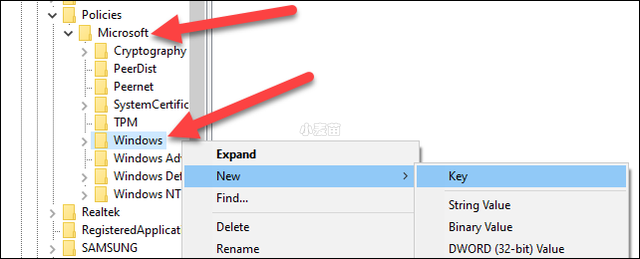 Policies
Microsoft
Cryptography
PeerDist
Peernet
SystemCertific
TPM
Windows
Windows Adv
Windows Def
Windows NT
Realtek
RegisteredApplicat
SAMSUNG
Expand
New
Find...
Delete
Rename
Key
String Value
Binary Value
DWORD (32-bit) Value
小麦苗